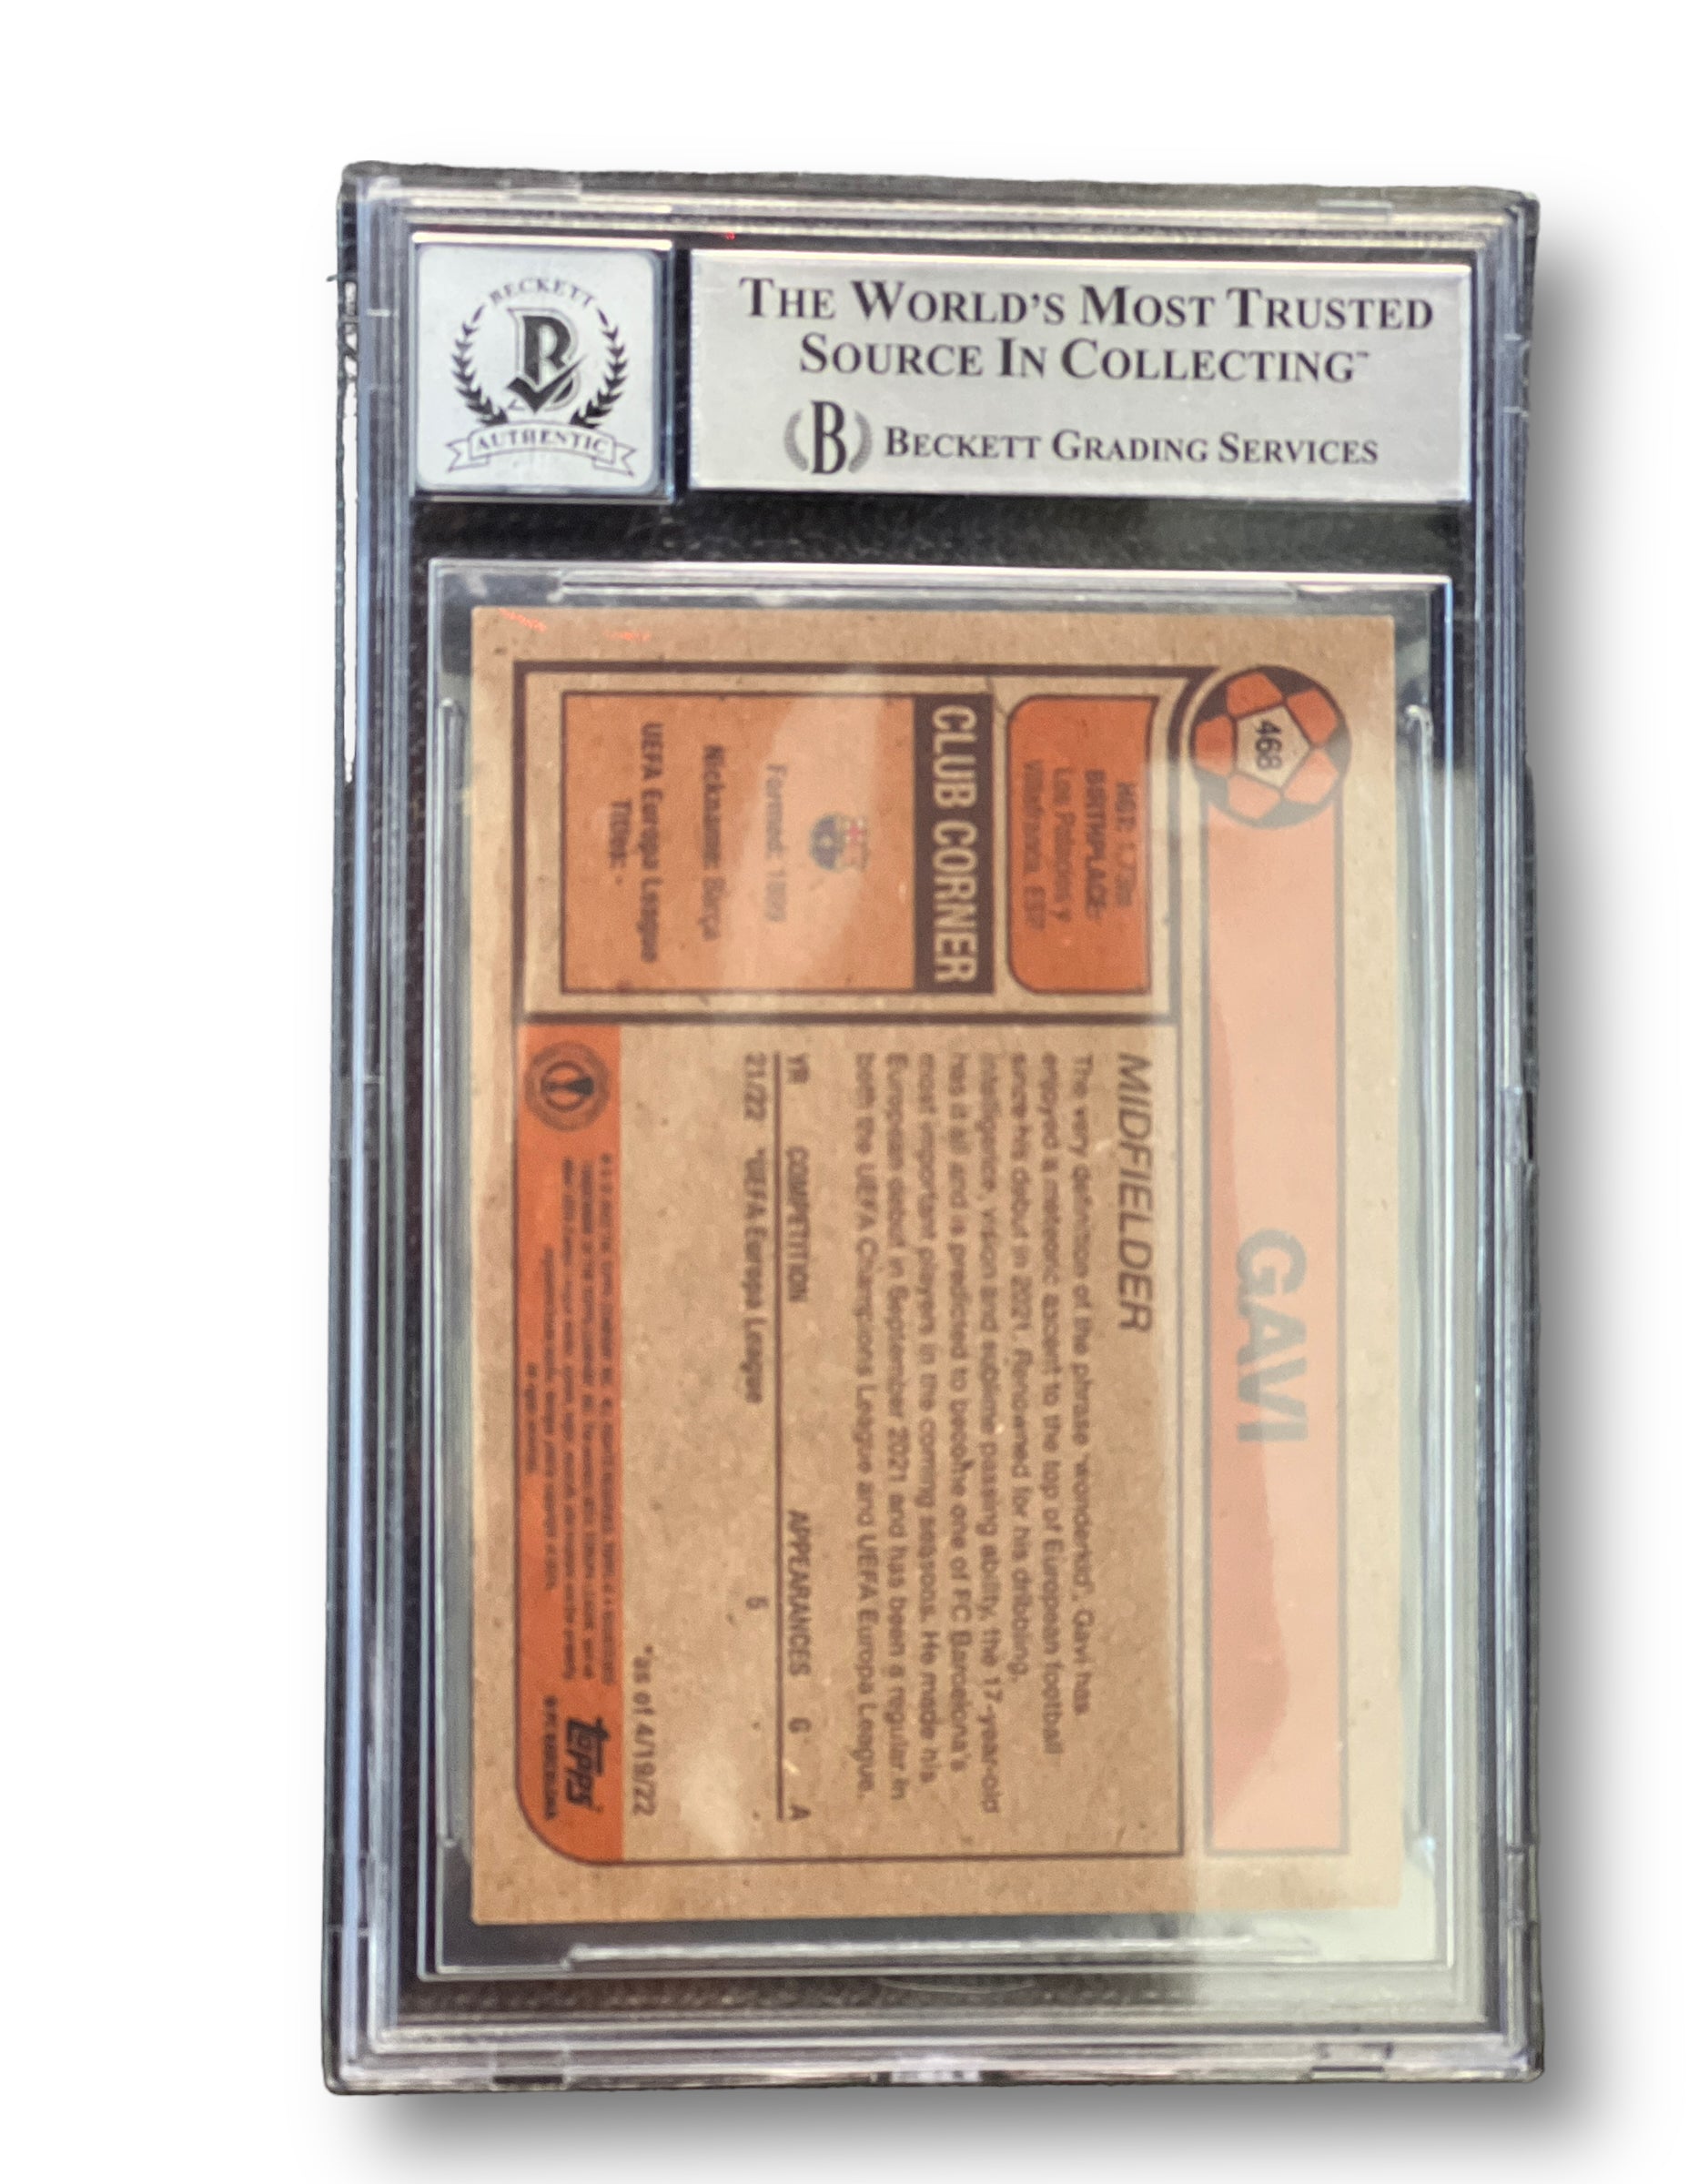 BECKETT
B
AUTHENTIC
THE WORLD'S MOST TRUSTED
SOURCE IN COLLECTING™
B BECKETT GRADING SERVICES
468
GAVI
HGT: 1.73m
BIRTHPLACE:
Los Palacios y
Villafranca, ESP
CLUB CORNER
Formed: 1899
Nickname: Barça
UEFA Europa League
Titles: -
MIDFIELDER
The very definition of the phrase 'wonderkid', Gavi has
enjoyed a meteoric ascent to the top of European football
since his debut in 2021. Renowned for his dribbling,
intelligence, vision and sublime passing ability, the 17-year-old
has it all and is predicted to become one of FC Barcelona's
most important players in the coming seasons. He made his
European debut in September 2021 and has been a regular in
both the UEFA Champions League and UEFA Europa League.
YR COMPETITION APPEARANCES G A
21/22 *UEFA Europa League 5 - -
*as of 4/19/22
topps